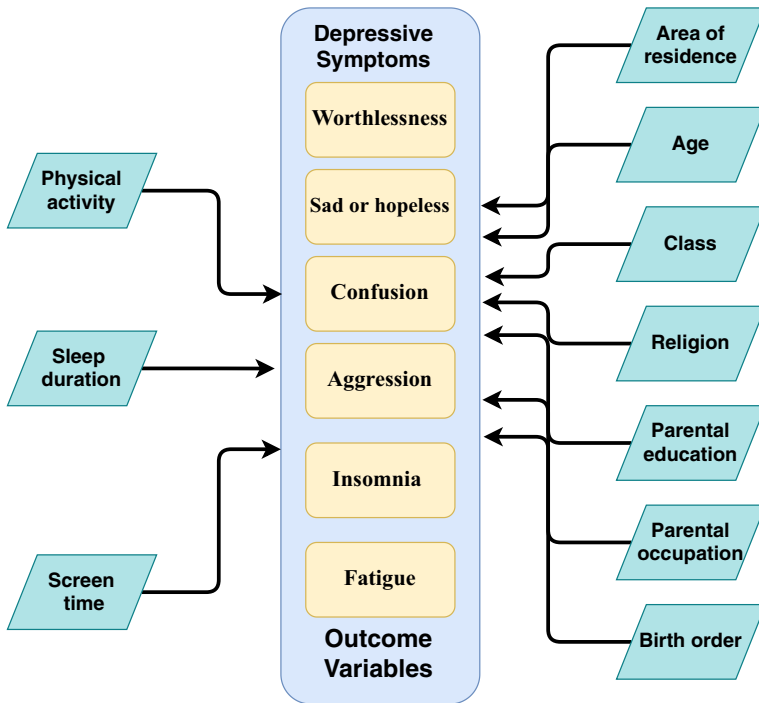 Depressive
Symptoms
Worthlessness
Sad or hopeless
Confusion
Aggression
Insomnia
Fatigue
Outcome
Variables
Physical
activity
Sleep
duration
Screen
time
Area of
residence
Age
Class
Religion
Parental
education
Parental
occupation
Birth order